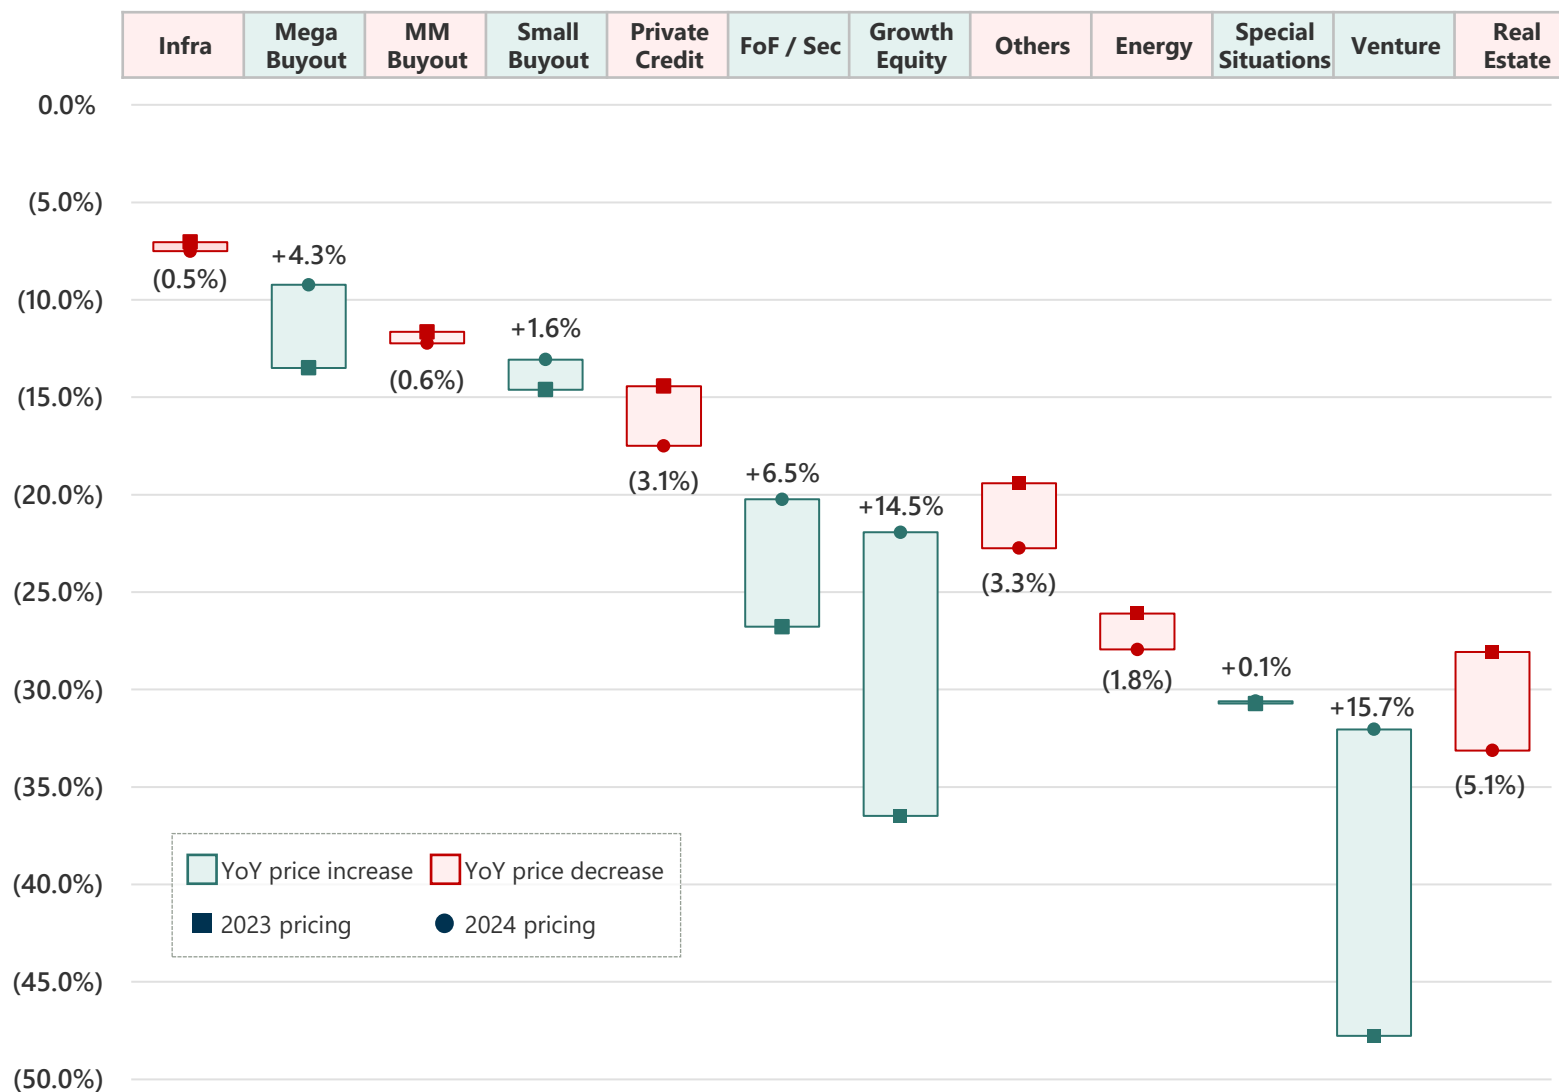 Infra
Mega
Buyout
MM
Buyout
Small
Buyout
Private
Credit
FoF / Sec
Growth
Equity
Others
Energy
Special
Situations
Venture
Real
Estate
0.0%
(5.0%)
(10.0%)
(15.0%)
(20.0%)
(25.0%)
(30.0%)
(35.0%)
(40.0%)
(45.0%)
(50.0%)
(0.5%)
+4.3%
(0.6%)
+1.6%
(3.1%)
+6.5%
+14.5%
(3.3%)
(1.8%)
+0.1%
+15.7%
(5.1%)
YoY price increase
YoY price decrease
2023 pricing
2024 pricing